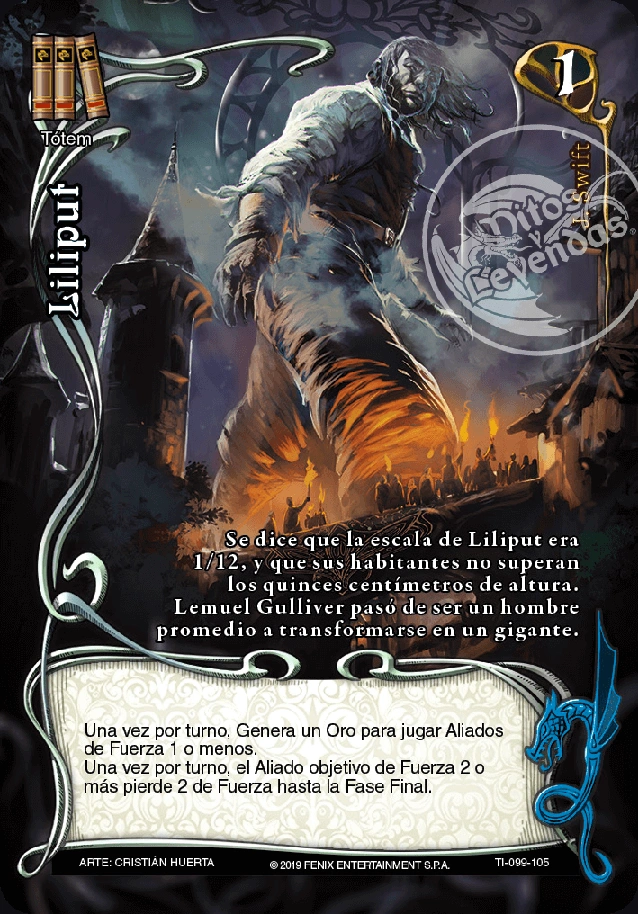 1
Tótem
Liliput
J. Swift
Mitos
y
Leyendas
®
Se dice que la escala de Liliput era
1/12, y que sus habitantes no superan
los quinces centímetros de altura.
Lemuel Gulliver pasó de ser un hombre
promedio a transformarse en un gigante.
Una vez por turno, Genera un Oro para jugar Aliados
de Fuerza 1 o menos.
Una vez por turno, el Aliado objetivo de Fuerza 2 o
más pierde 2 de Fuerza hasta la Fase Final.
ARTE: CRISTIÁN HUERTA
© 2019 FENIX ENTERTAINMENT S.P.A.
TI-099-105